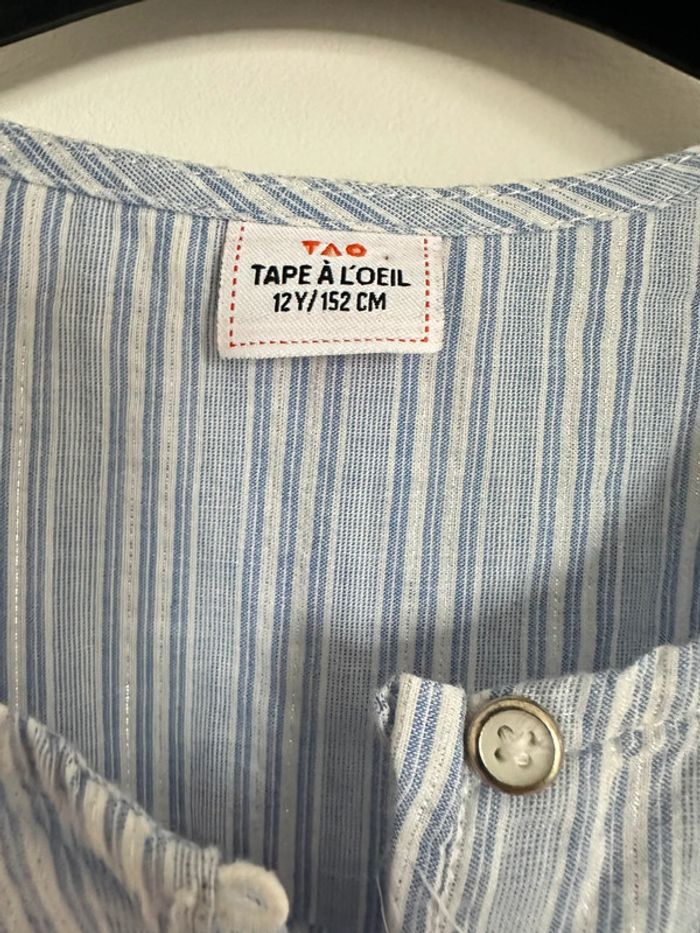 TAO
TAPE À L'OEIL
12Y/152 CM